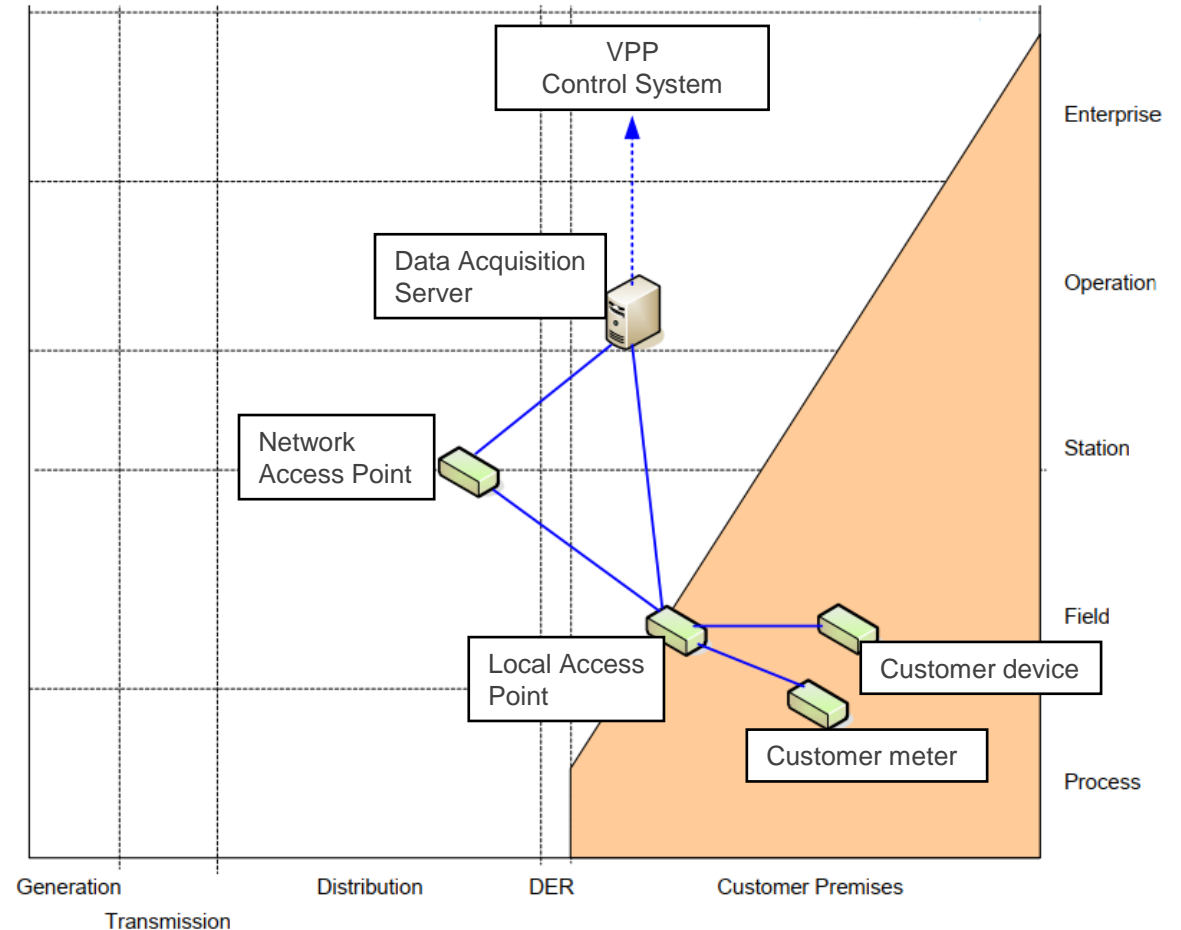 VPP
Control System
Enterprise
Data Acquisition
Server
Operation
Network
Access Point
Station
Field
Local Access
Point
Customer device
Customer meter
Process
Generation
Distribution
DER
Customer Premises
Transmission